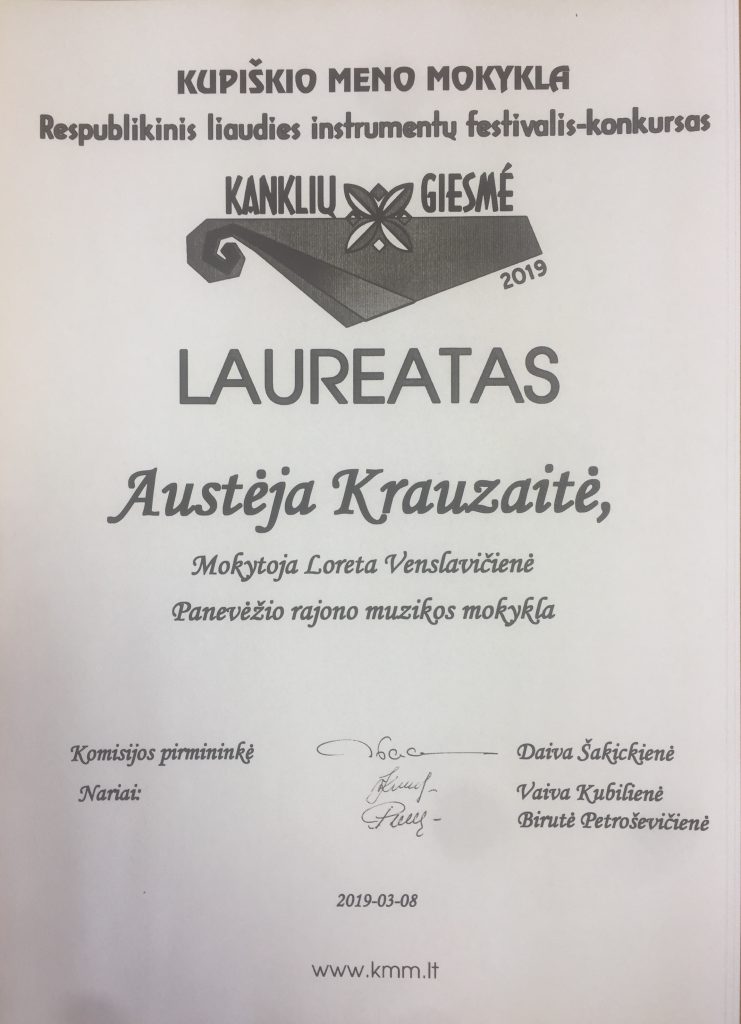 KUPIŠKIO MENO MOKYKLA
Respublikinis liaudies instrumentų festivalis-konkursas
KANKLIŲ GIESMĖ
2019
LAUREATAS
Austėja Krauzaitė,
Mokytoja Loreta Venslavičienė
Panevėžio rajono muzikos mokykla
Komisijos pirmininkė Daiva Šakickienė
Nariai: Vaiva Kubilienė
Birutė Petroševičienė
2019-03-08
www.kmm.lt